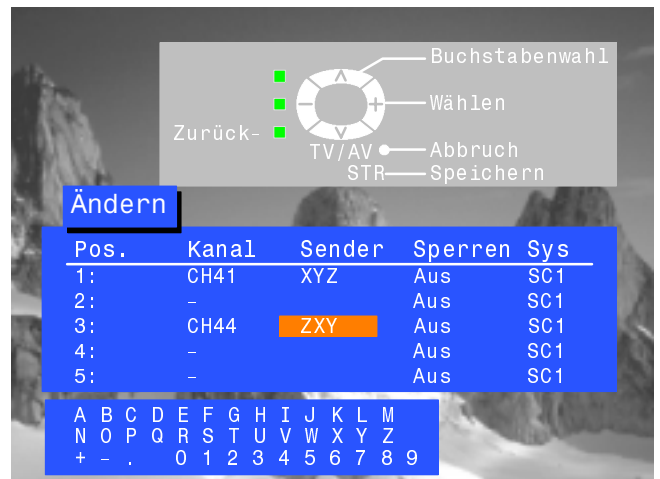 Buchstabenwahl
Wählen
Zurück-
TV/AV Abbruch
STR Speichern
Ändern
Pos. Kanal Sender Sperren Sys
1: CH41 XYZ Aus SC1
2: - Aus SC1
3: CH44 ZXY Aus SC1
4: - Aus SC1
5: - Aus SC1
A B C D E F G H I J K L M
N O P Q R S T U V W X Y Z
+ - . 0 1 2 3 4 5 6 7 8 9